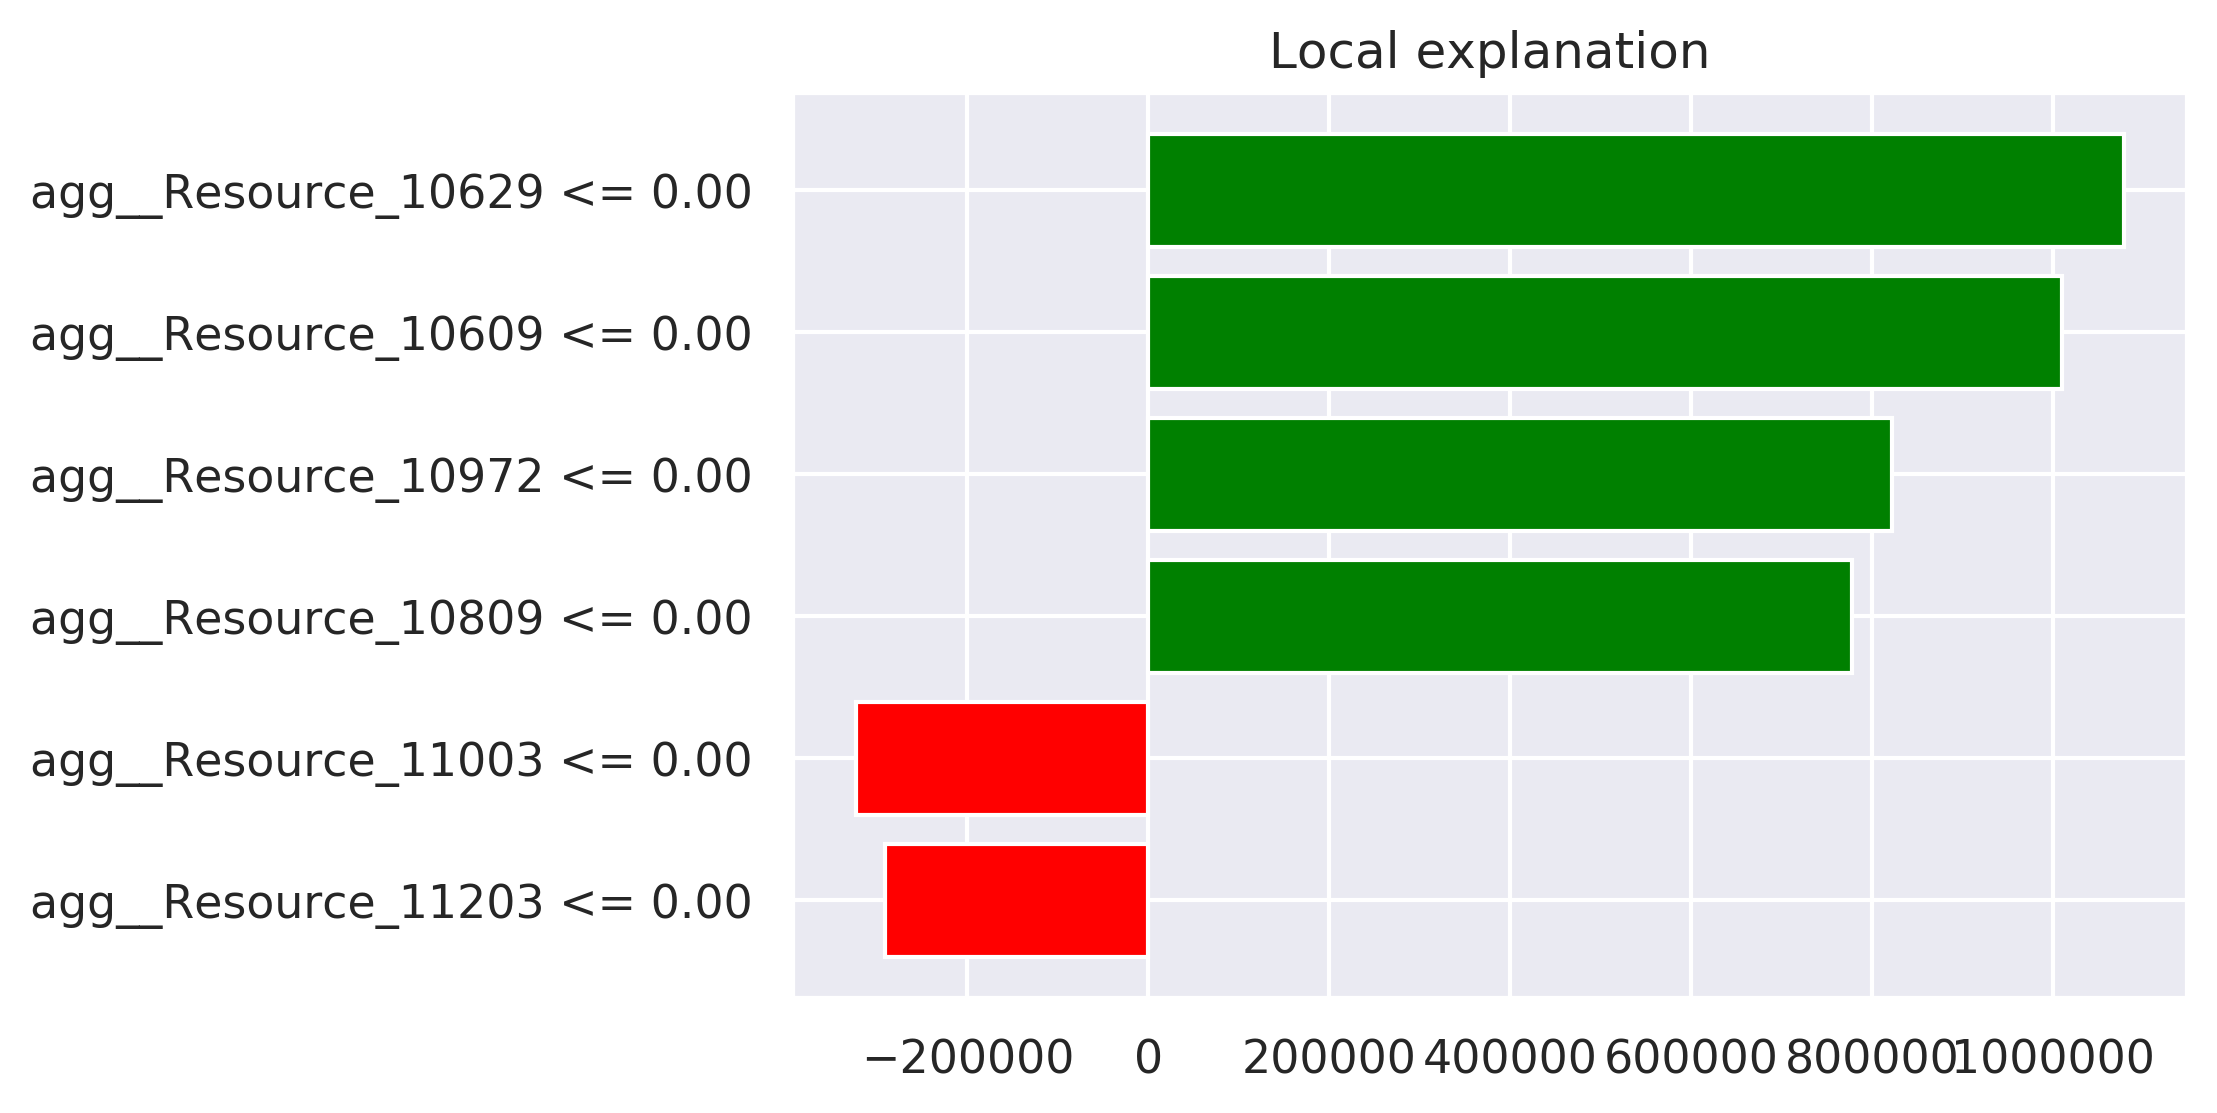 Local explanation
agg__Resource_10629 <= 0.00
agg__Resource_10609 <= 0.00
agg__Resource_10972 <= 0.00
agg__Resource_10809 <= 0.00
agg__Resource_11003 <= 0.00
agg__Resource_11203 <= 0.00
−200000 0 200000 400000 600000 800000 1000000